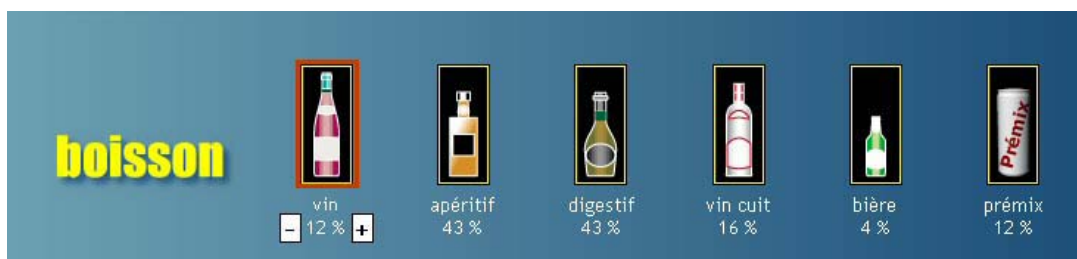 boisson
Prémix
vin apéritif digestif vin cuit bière prémix
- 12 % + 43 % 43 % 16 % 4 % 12 %